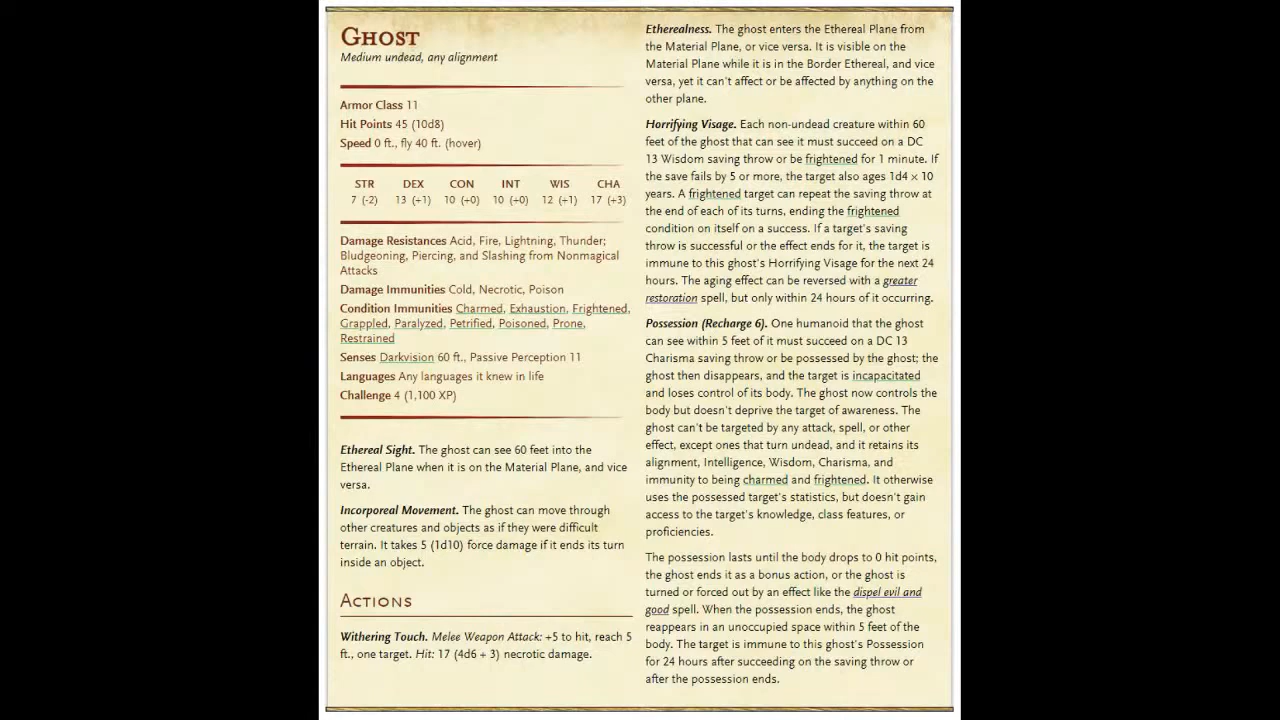 GHOST
Medium undead, any alignment
Armor Class 11
Hit Points 45 (10d8)
Speed 0 ft., fly 40 ft. (hover)
STR DEX CON INT WIS CHA
7 (-2) 13 (+1) 10 (+0) 10 (+0) 12 (+1) 17 (+3)
Damage Resistances Acid, Fire, Lightning, Thunder;
Bludgeoning, Piercing, and Slashing from Nonmagical
Attacks
Damage Immunities Cold, Necrotic, Poison
Condition Immunities Charmed, Exhaustion, Frightened,
Grappled, Paralyzed, Petrified, Poisoned, Prone,
Restrained
Senses Darkvision 60 ft., Passive Perception 11
Languages Any languages it knew in life
Challenge 4 (1,100 XP)
Ethereal Sight. The ghost can see 60 feet into the
Ethereal Plane when it is on the Material Plane, and vice
versa.
Incorporeal Movement. The ghost can move through
other creatures and objects as if they were difficult
terrain. It takes 5 (1d10) force damage if it ends its turn
inside an object.
ACTIONS
Withering Touch. Melee Weapon Attack: +5 to hit, reach 5
ft., one target. Hit: 17 (4d6 + 3) necrotic damage.
Etherealness. The ghost enters the Ethereal Plane from
the Material Plane, or vice versa. It is visible on the
Material Plane while it is in the Border Ethereal, and vice
versa, yet it can't affect or be affected by anything on the
other plane.
Horrifying Visage. Each non-undead creature within 60
feet of the ghost that can see it must succeed on a DC
13 Wisdom saving throw or be frightened for 1 minute. If
the save fails by 5 or more, the target also ages 1d4 × 10
years. A frightened target can repeat the saving throw at
the end of each of its turns, ending the frightened
condition on itself on a success. If a target's saving
throw is successful or the effect ends for it, the target is
immune to this ghost's Horrifying Visage for the next 24
hours. The aging effect can be reversed with a greater
restoration spell, but only within 24 hours of it occurring.
Possession (Recharge 6). One humanoid that the ghost
can see within 5 feet of it must succeed on a DC 13
Charisma saving throw or be possessed by the ghost; the
ghost then disappears, and the target is incapacitated
and loses control of its body. The ghost now controls the
body but doesn't deprive the target of awareness. The
ghost can't be targeted by any attack, spell, or other
effect, except ones that turn undead, and it retains its
alignment, Intelligence, Wisdom, Charisma, and
immunity to being charmed and frightened. It otherwise
uses the possessed target's statistics, but doesn't gain
access to the target's knowledge, class features, or
proficiencies.
The possession lasts until the body drops to 0 hit points,
the ghost ends it as a bonus action, or the ghost is
turned or forced out by an effect like the dispel evil and
good spell. When the possession ends, the ghost
reappears in an unoccupied space within 5 feet of the
body. The target is immune to this ghost's Possession
for 24 hours after succeeding on the saving throw or
after the possession ends.